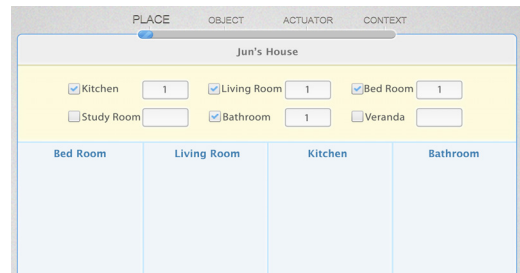 PLACE OBJECT ACTUATOR CONTEXT
Jun's House
Kitchen 1 Living Room 1 Bed Room 1
Study Room Bathroom 1 Veranda
Bed Room Living Room Kitchen Bathroom